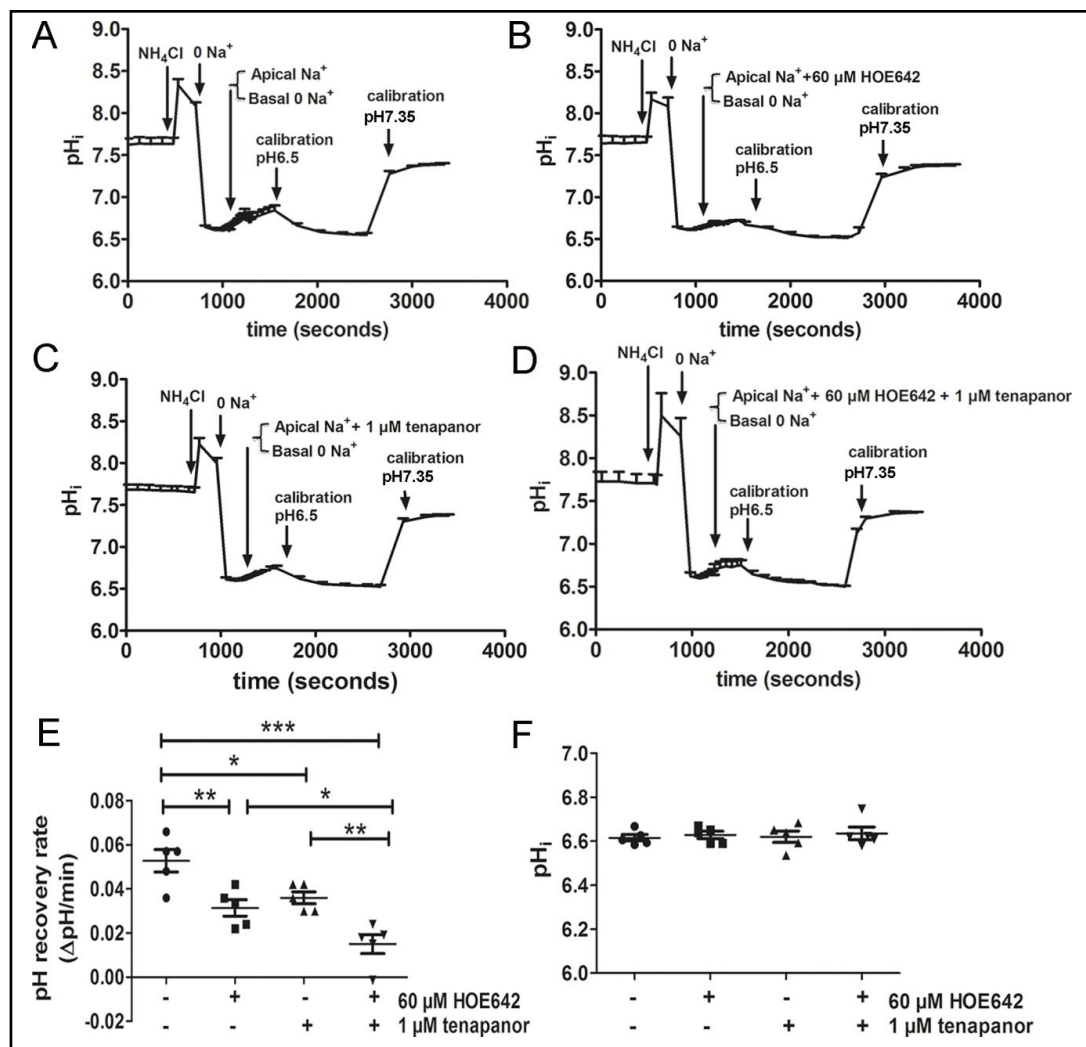 A
NH4Cl
0 Na+
Apical Na+
Basal 0 Na+
calibration
pH7.35
calibration
pH6.5
pHi
9.0
8.5
8.0
7.5
7.0
6.5
6.0
0 1000 2000 3000 4000
time (seconds)
B
NH4Cl
0 Na+
Apical Na++60 µM HOE642
Basal 0 Na+
calibration
pH7.35
calibration
pH6.5
pHi
9.0
8.5
8.0
7.5
7.0
6.5
6.0
0 1000 2000 3000 4000
time (seconds)
C
NH4Cl
0 Na+
Apical Na++ 1 µM tenapanor
Basal 0 Na+
calibration
pH7.35
calibration
pH6.5
pHi
9.0
8.5
8.0
7.5
7.0
6.5
6.0
0 1000 2000 3000 4000
time (seconds)
D
NH4Cl
0 Na+
Apical Na++ 60 µM HOE642 + 1 µM tenapanor
Basal 0 Na+
calibration
pH7.35
calibration
pH6.5
pHi
9.0
8.5
8.0
7.5
7.0
6.5
6.0
0 1000 2000 3000 4000
time (seconds)
E
***
*
** *
**
pH recovery rate
(ΔpH/min)
0.08
0.06
0.04
0.02
0.00
-0.02
- + - + 60 µM HOE642
- - + + 1 µM tenapanor
F
pHi
7.0
6.8
6.6
6.4
6.2
6.0
- + - + 60 µM HOE642
- - + + 1 µM tenapanor